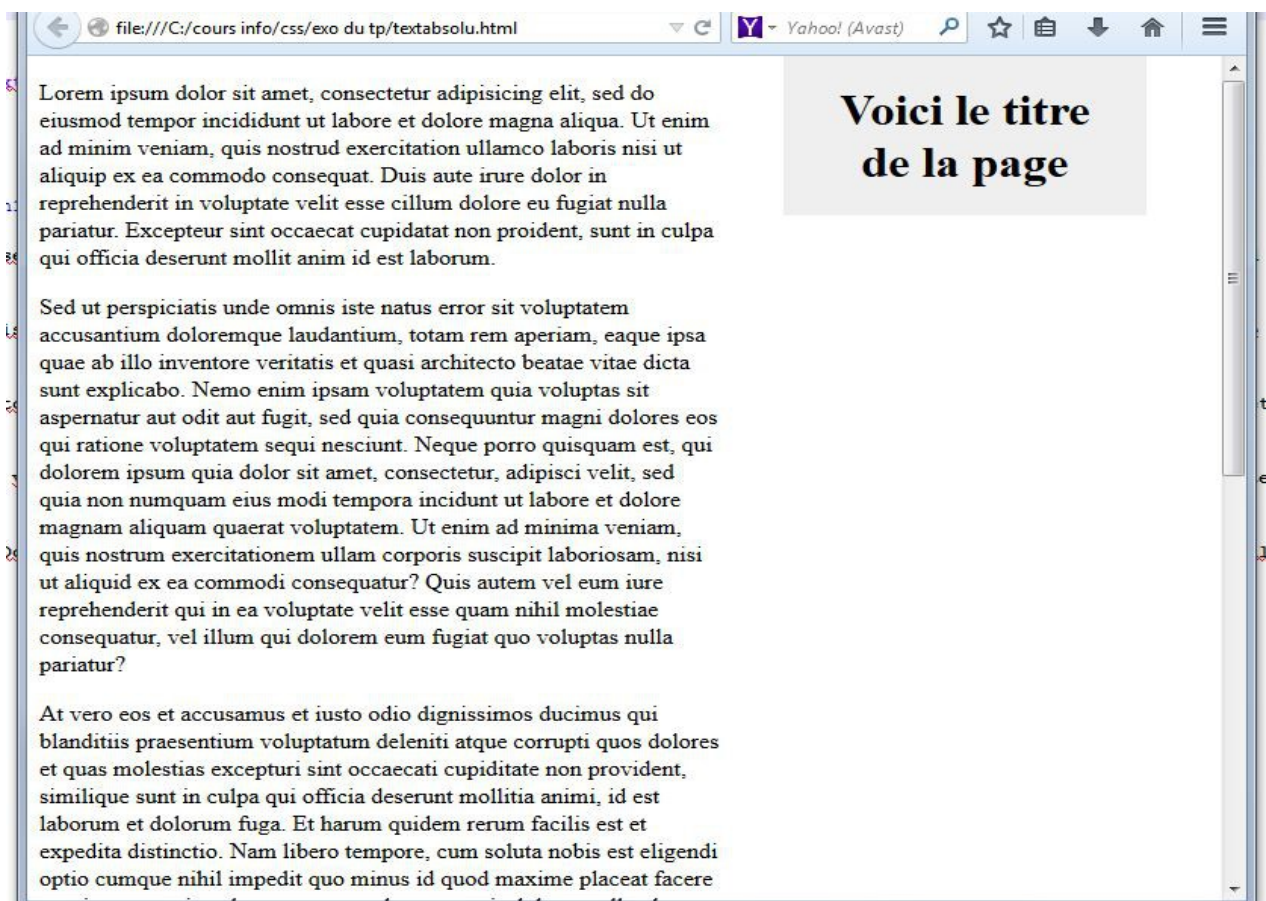 file:///C:/cours info/css/exo du tp/textabsolu.html
Yahoo! (Avast)
Lorem ipsum dolor sit amet, consectetur adipisicing elit, sed do
eiusmod tempor incididunt ut labore et dolore magna aliqua. Ut enim
ad minim veniam, quis nostrud exercitation ullamco laboris nisi ut
aliquip ex ea commodo consequat. Duis aute irure dolor in
reprehenderit in voluptate velit esse cillum dolore eu fugiat nulla
pariatur. Excepteur sint occaecat cupidatat non proident, sunt in culpa
qui officia deserunt mollit anim id est laborum.
Sed ut perspiciatis unde omnis iste natus error sit voluptatem
accusantium doloremque laudantium, totam rem aperiam, eaque ipsa
quae ab illo inventore veritatis et quasi architecto beatae vitae dicta
sunt explicabo. Nemo enim ipsam voluptatem quia voluptas sit
aspernatur aut odit aut fugit, sed quia consequuntur magni dolores eos
qui ratione voluptatem sequi nesciunt. Neque porro quisquam est, qui
dolorem ipsum quia dolor sit amet, consectetur, adipisci velit, sed
quia non numquam eius modi tempora incidunt ut labore et dolore
magnam aliquam quaerat voluptatem. Ut enim ad minima veniam,
quis nostrum exercitationem ullam corporis suscipit laboriosam, nisi
ut aliquid ex ea commodi consequatur? Quis autem vel eum iure
reprehenderit qui in ea voluptate velit esse quam nihil molestiae
consequatur, vel illum qui dolorem eum fugiat quo voluptas nulla
pariatur?
At vero eos et accusamus et iusto odio dignissimos ducimus qui
blanditiis praesentium voluptatum deleniti atque corrupti quos dolores
et quas molestias excepturi sint occaecati cupiditate non provident,
similique sunt in culpa qui officia deserunt mollitia animi, id est
laborum et dolorum fuga. Et harum quidem rerum facilis est et
expedita distinctio. Nam libero tempore, cum soluta nobis est eligendi
optio cumque nihil impedit quo minus id quod maxime placeat facere
Voici le titre
de la page